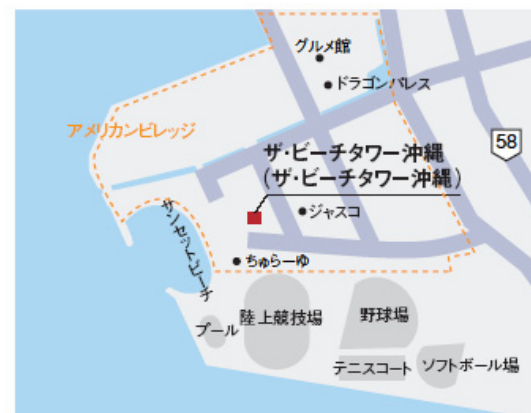 グルメ館
ドラゴンパレス
アメリカンビレッジ
58
ザ・ビーチタワー沖縄
(ザ・ビーチタワー沖縄)
ジャスコ
サンセットビーチ
ちゅらーゆ
プール
陸上競技場
野球場
テニスコート
ソフトボール場